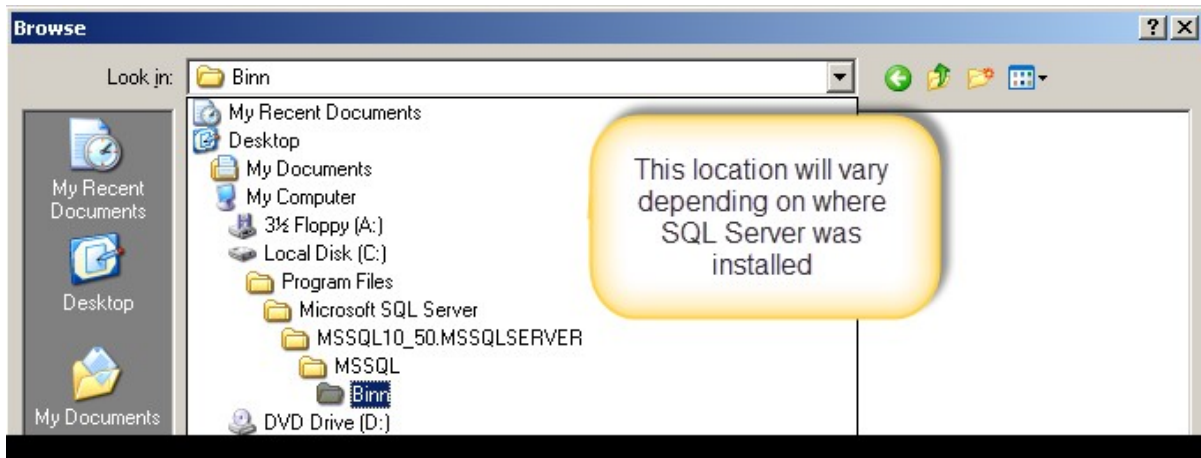 Browse
Look in:
Binn
My Recent Documents
Desktop
My Documents
My Computer
3½ Floppy (A:)
Local Disk (C:)
Program Files
Microsoft SQL Server
MSSQL10_50.MSSQLSERVER
MSSQL
Binn
DVD Drive (D:)
My Recent
Documents
Desktop
My Documents
This location will vary
depending on where
SQL Server was
installed